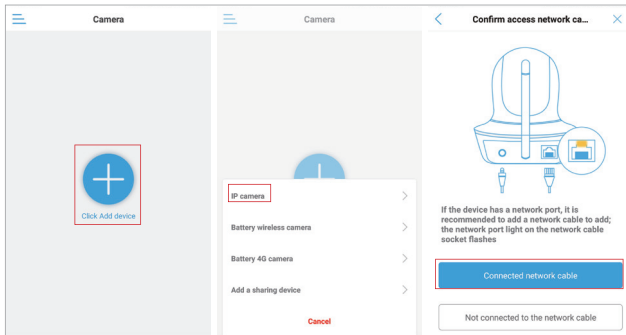 Camera
Click Add device
Camera
IP camera
Battery wireless camera
Battery 4G camera
Add a sharing device
Cancel
Confirm access network ca...
If the device has a network port, it is
recommended to add a network cable to add;
the network port light on the network cable
socket flashes
Connected network cable
Not connected to the network cable